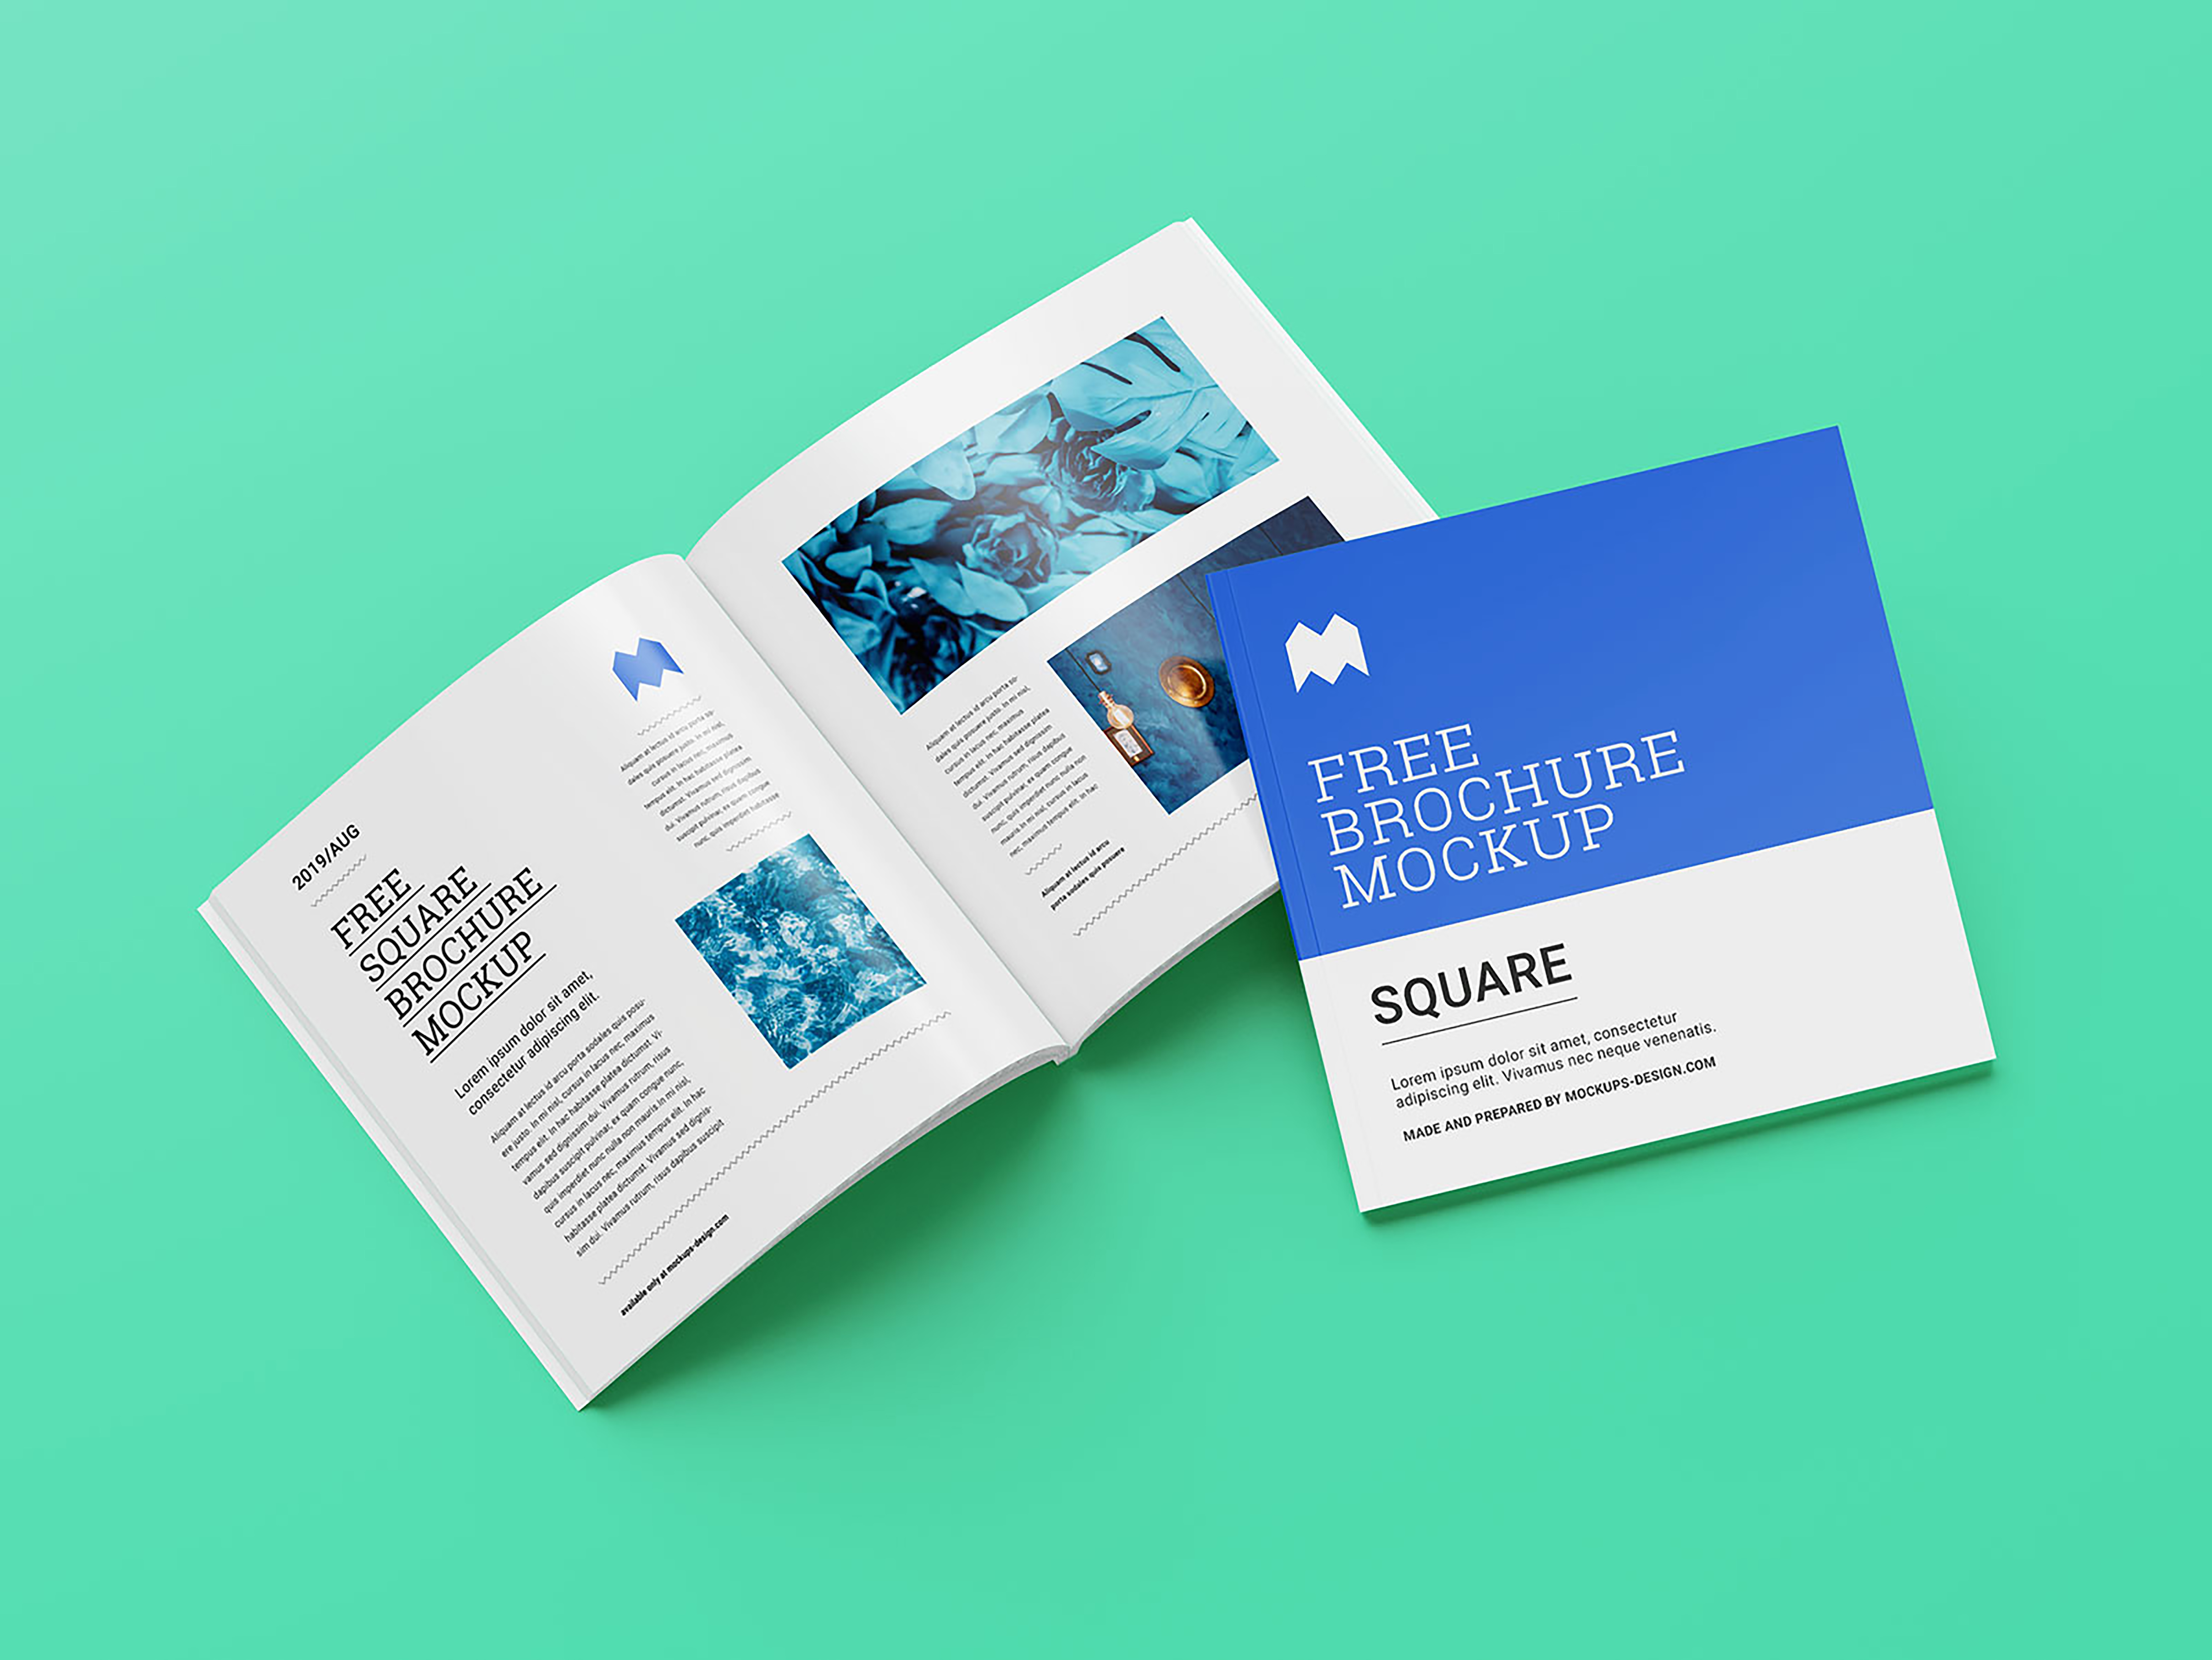 2019/AUG
FREE
SQUARE
BROCHURE
MOCKUP
Lorem ipsum dolor sit amet,
consectetur adipiscing elit.
Aliquam at lectus id arcu porta sodales quis posu-
ere justo. In mi nisl, cursus in lacus nec, maximus
tempus elit. In hac habitasse platea dictumst. Vi-
vamus sed dignissim dui. Vivamus rutrum, risus
dapibus suscipit pulvinar, ex quam congue nunc,
quis imperdiet nunc nulla non mauris.In mi nisl,
cursus in lacus nec, maximus tempus elit. In hac
habitasse platea dictumst. Vivamus sed dignis-
sim dui. Vivamus rutrum, risus dapibus suscipit
available only at mockups-design.com
Aliquam at lectus id arcu porta so-
dales quis posuere justo. In mi nisl,
cursus in lacus nec, maximus
tempus elit. In hac habitasse platea
dictumst. Vivamus sed dignissim
dui. Vivamus rutrum, risus dapibus
suscipit pulvinar, ex quam congue
nunc, quis imperdiet habitasse
Aliquam at lectus id arcu porta so-
dales quis posuere justo. In mi nisl,
cursus in lacus nec, maximus
tempus elit. In hac habitasse platea
dictumst. Vivamus sed dignissim
dui. Vivamus rutrum, risus dapibus
suscipit pulvinar, ex quam congue
nunc, quis imperdiet nunc nulla non
mauris.In mi nisl, cursus in lacus
nec, maximus tempus elit. In hac
Aliquam at lectus id arcu
porta sodales quis posuere
FREE
BROCHURE
MOCKUP
SQUARE
Lorem ipsum dolor sit amet, consectetur
adipiscing elit. Vivamus nec neque venenatis.
MADE AND PREPARED BY MOCKUPS-DESIGN.COM